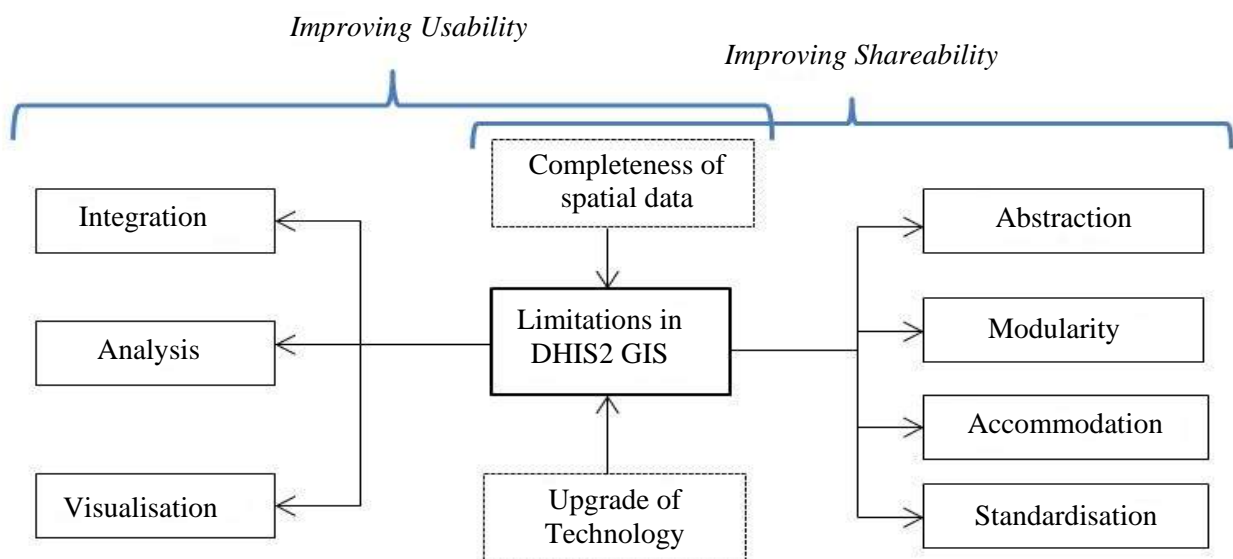 Improving Usability
Improving Shareability
Completeness of
spatial data
Integration
Abstraction
Limitations in
DHIS2 GIS
Analysis
Modularity
Accommodation
Visualisation
Upgrade of
Technology
Standardisation